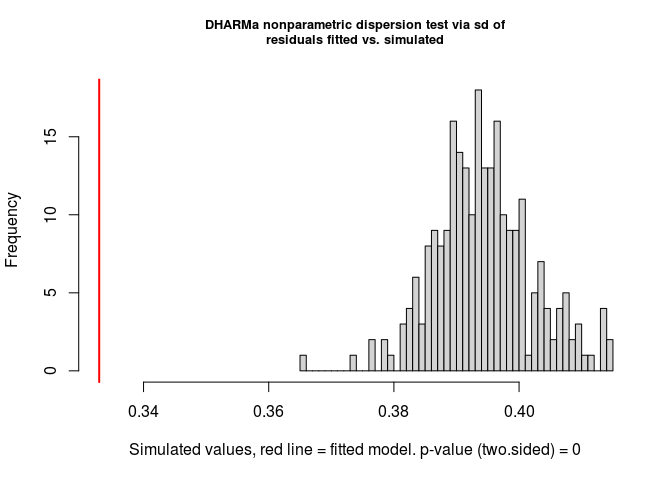 DHARMa nonparametric dispersion test via sd of
residuals fitted vs. simulated
Frequency
15
10
5
0
0.34 0.36 0.38 0.40
Simulated values, red line = fitted model. p-value (two.sided) = 0